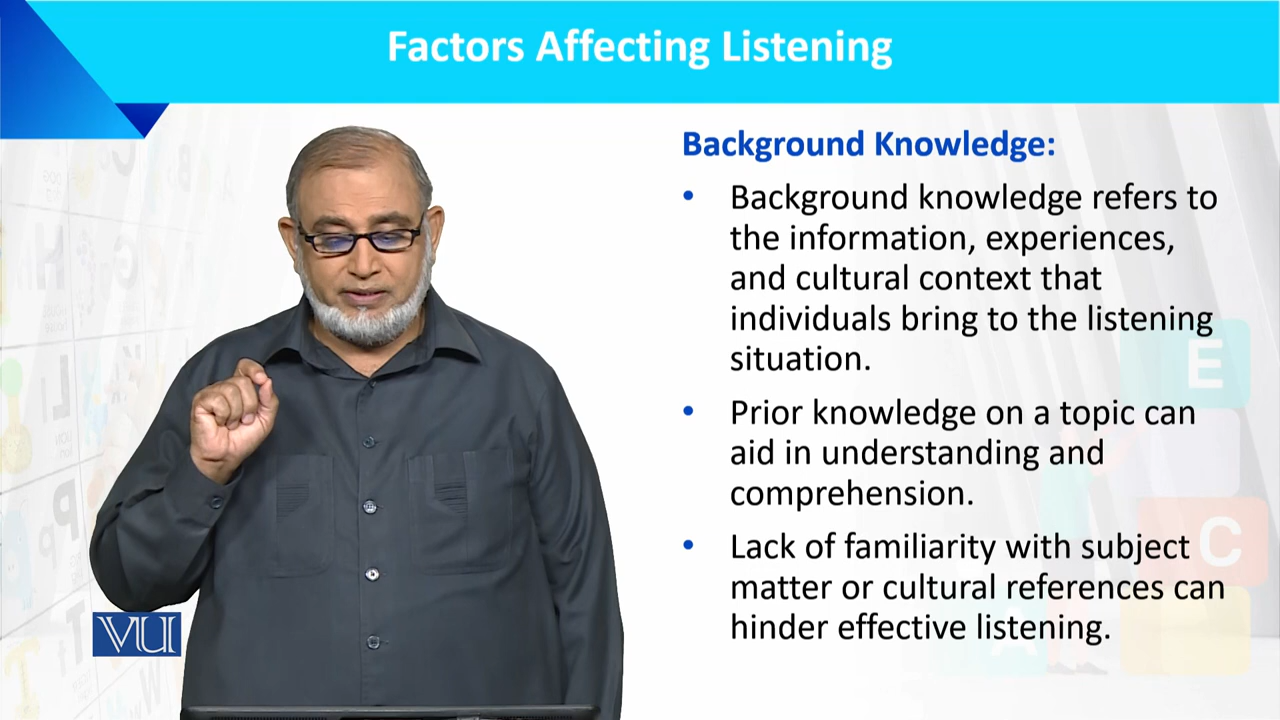 Factors Affecting Listening
Background Knowledge:
• Background knowledge refers to
the information, experiences,
and cultural context that
individuals bring to the listening
situation.
• Prior knowledge on a topic can
aid in understanding and
comprehension.
• Lack of familiarity with subject
matter or cultural references can
hinder effective listening.
VU
E
C
A